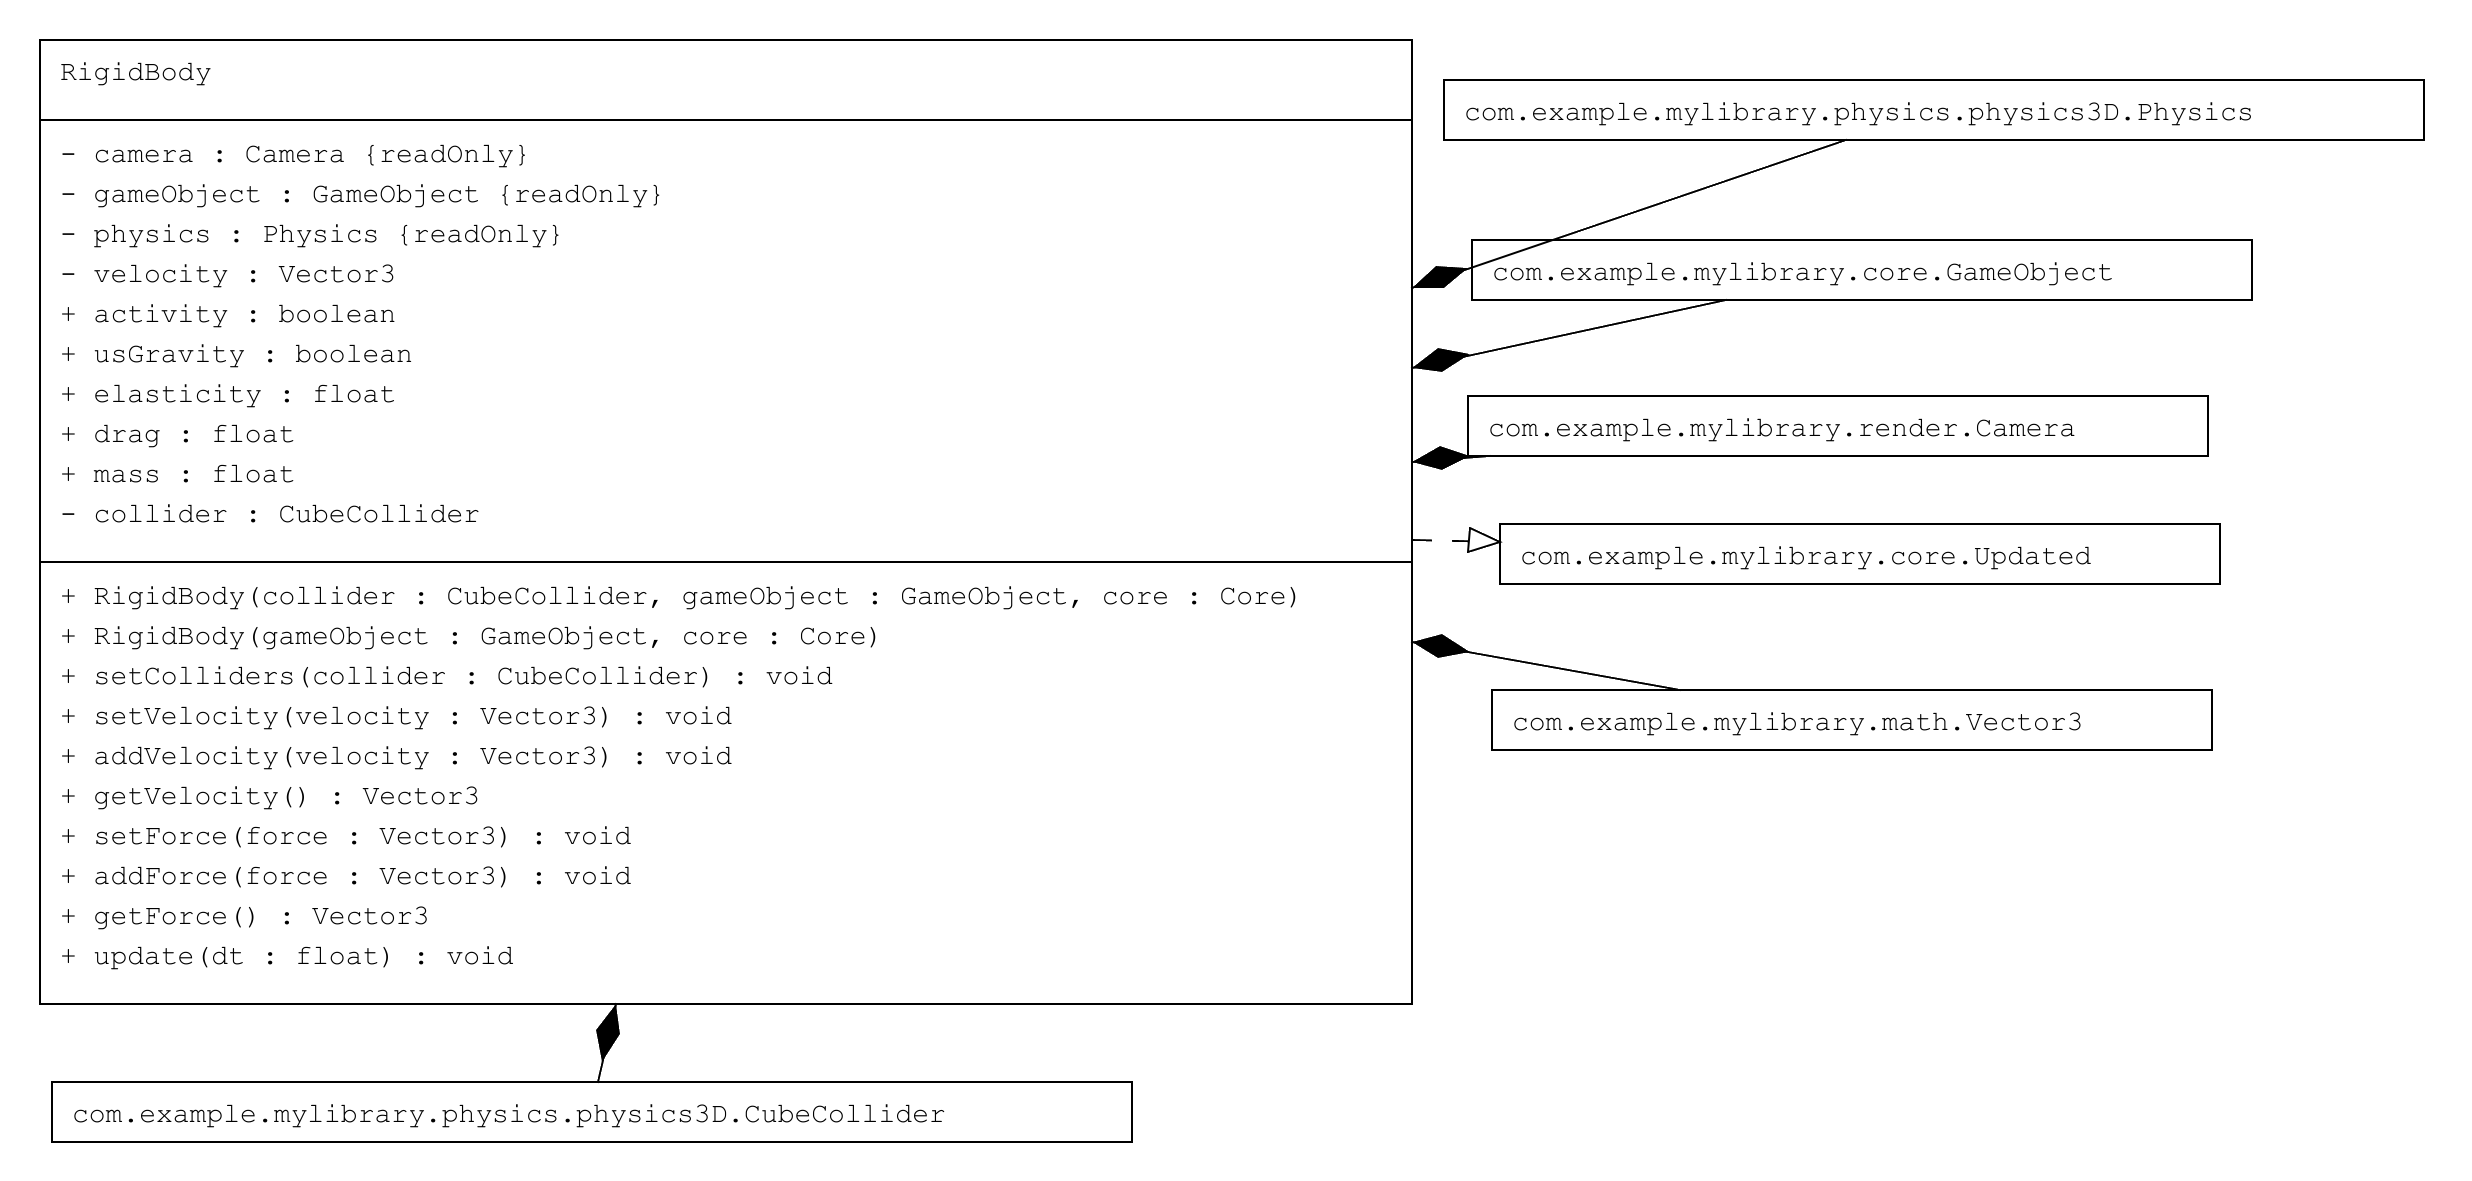 RigidBody
- camera : Camera {readOnly}
- gameObject : GameObject {readOnly}
- physics : Physics {readOnly}
- velocity : Vector3
+ activity : boolean
+ usGravity : boolean
+ elasticity : float
+ drag : float
+ mass : float
- collider : CubeCollider
+ RigidBody(collider : CubeCollider, gameObject : GameObject, core : Core)
+ RigidBody(gameObject : GameObject, core : Core)
+ setColliders(collider : CubeCollider) : void
+ setVelocity(velocity : Vector3) : void
+ addVelocity(velocity : Vector3) : void
+ getVelocity() : Vector3
+ setForce(force : Vector3) : void
+ addForce(force : Vector3) : void
+ getForce() : Vector3
+ update(dt : float) : void
com.example.mylibrary.physics.physics3D.Physics
com.example.mylibrary.core.GameObject
com.example.mylibrary.render.Camera
com.example.mylibrary.core.Updated
com.example.mylibrary.math.Vector3
com.example.mylibrary.physics.physics3D.CubeCollider